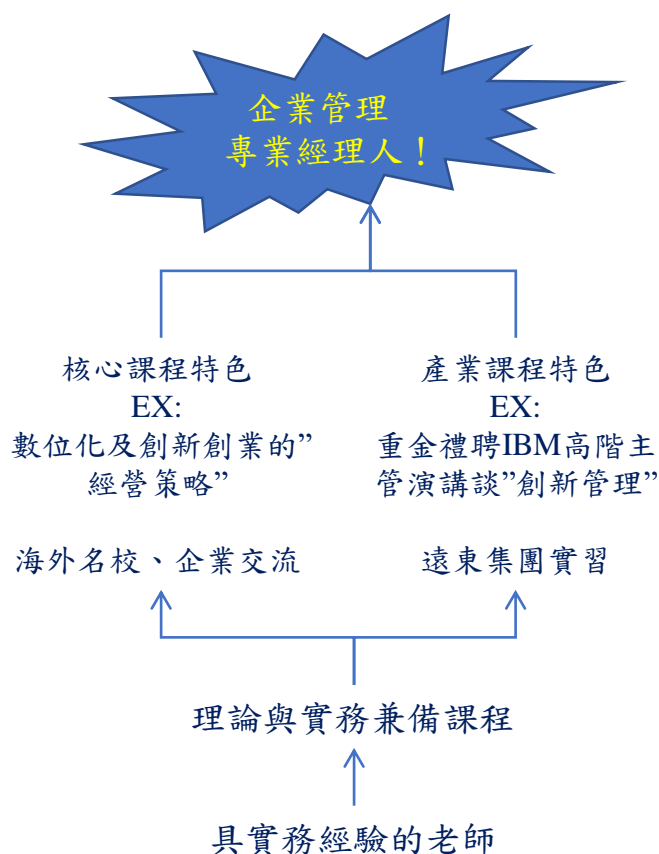 企業管理
專業經理人！
核心課程特色
EX:
數位化及創新創業的”
經營策略”
海外名校、企業交流
產業課程特色
EX:
重金禮聘IBM高階主
管演講談”創新管理”
遠東集團實習
理論與實務兼備課程
具實務經驗的老師